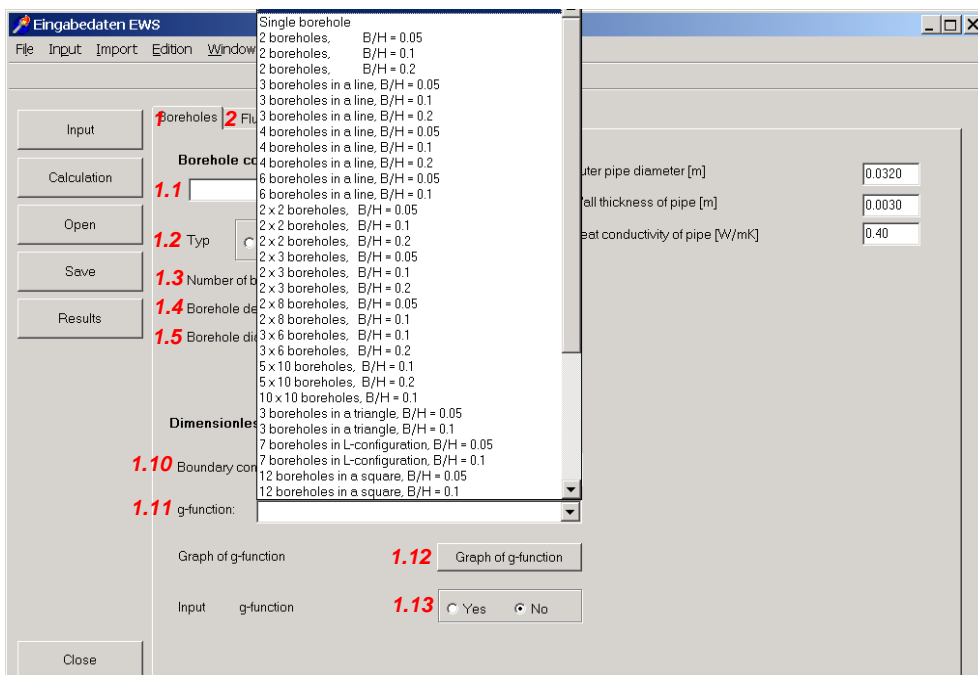 Eingabedaten EWS
File Input Import Edition Window
Input
Calculation
Open
Save
Results
Close
1 Boreholes 2 Flu
Borehole co
1.1
1.2 Typ
1.3 Number of b
1.4 Borehole de
1.5 Borehole dia
Dimensionles
1.10 Boundary con
1.11 g-function:
Single borehole
2 boreholes, B/H = 0.05
2 boreholes, B/H = 0.1
2 boreholes, B/H = 0.2
3 boreholes in a line, B/H = 0.05
3 boreholes in a line, B/H = 0.1
3 boreholes in a line, B/H = 0.2
4 boreholes in a line, B/H = 0.05
4 boreholes in a line, B/H = 0.1
4 boreholes in a line, B/H = 0.2
6 boreholes in a line, B/H = 0.05
6 boreholes in a line, B/H = 0.1
2 x 2 boreholes, B/H = 0.05
2 x 2 boreholes, B/H = 0.1
2 x 2 boreholes, B/H = 0.2
2 x 3 boreholes, B/H = 0.05
2 x 3 boreholes, B/H = 0.1
2 x 3 boreholes, B/H = 0.2
2 x 8 boreholes, B/H = 0.05
2 x 8 boreholes, B/H = 0.1
3 x 6 boreholes, B/H = 0.1
3 x 6 boreholes, B/H = 0.2
5 x 10 boreholes, B/H = 0.1
5 x 10 boreholes, B/H = 0.2
10 x 10 boreholes, B/H = 0.1
3 boreholes in a triangle, B/H = 0.05
3 boreholes in a triangle, B/H = 0.1
7 boreholes in L-configuration, B/H = 0.05
7 boreholes in L-configuration, B/H = 0.1
12 boreholes in a square, B/H = 0.05
12 boreholes in a square, B/H = 0.1
uter pipe diameter [m] 0.0320
all thickness of pipe [m] 0.0030
eat conductivity of pipe [W/mK] 0.40
Graph of g-function 1.12 Graph of g-function
Input g-function 1.13 Yes No